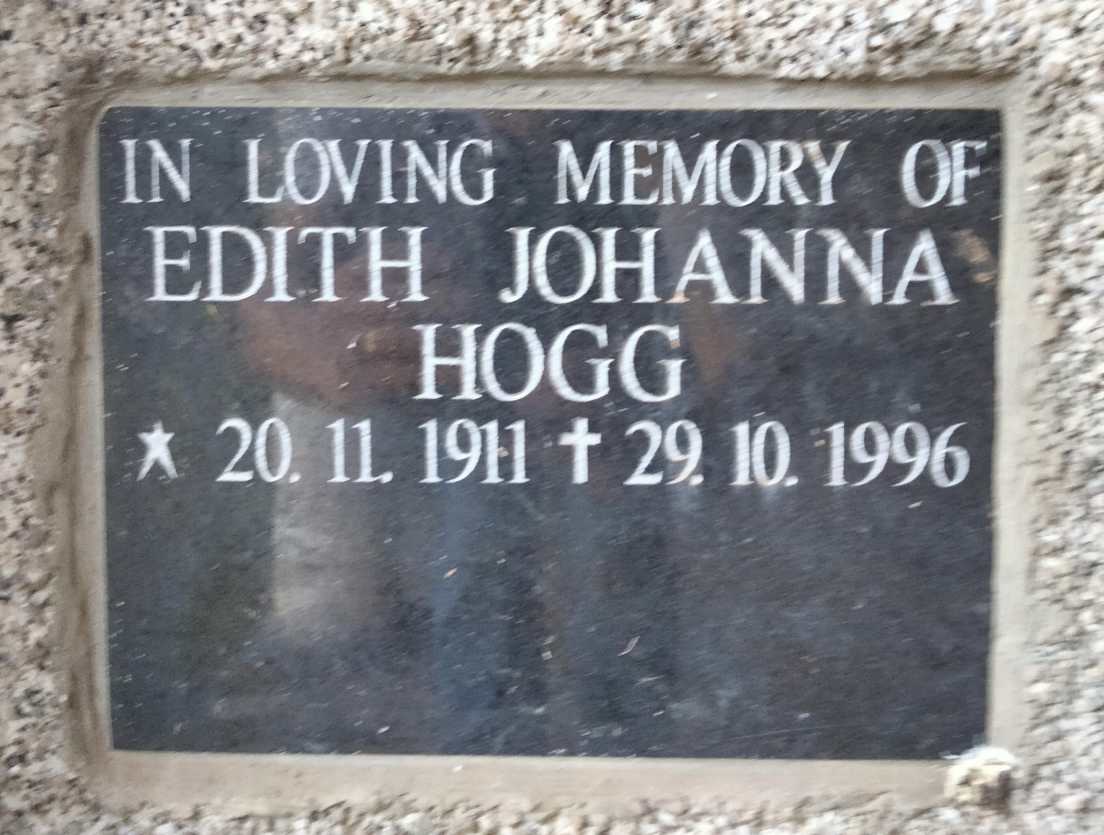 IN LOVING MEMORY OF
EDITH JOHANNA
HOGG
★ 20. 11. 1911 ✝ 29. 10. 1996